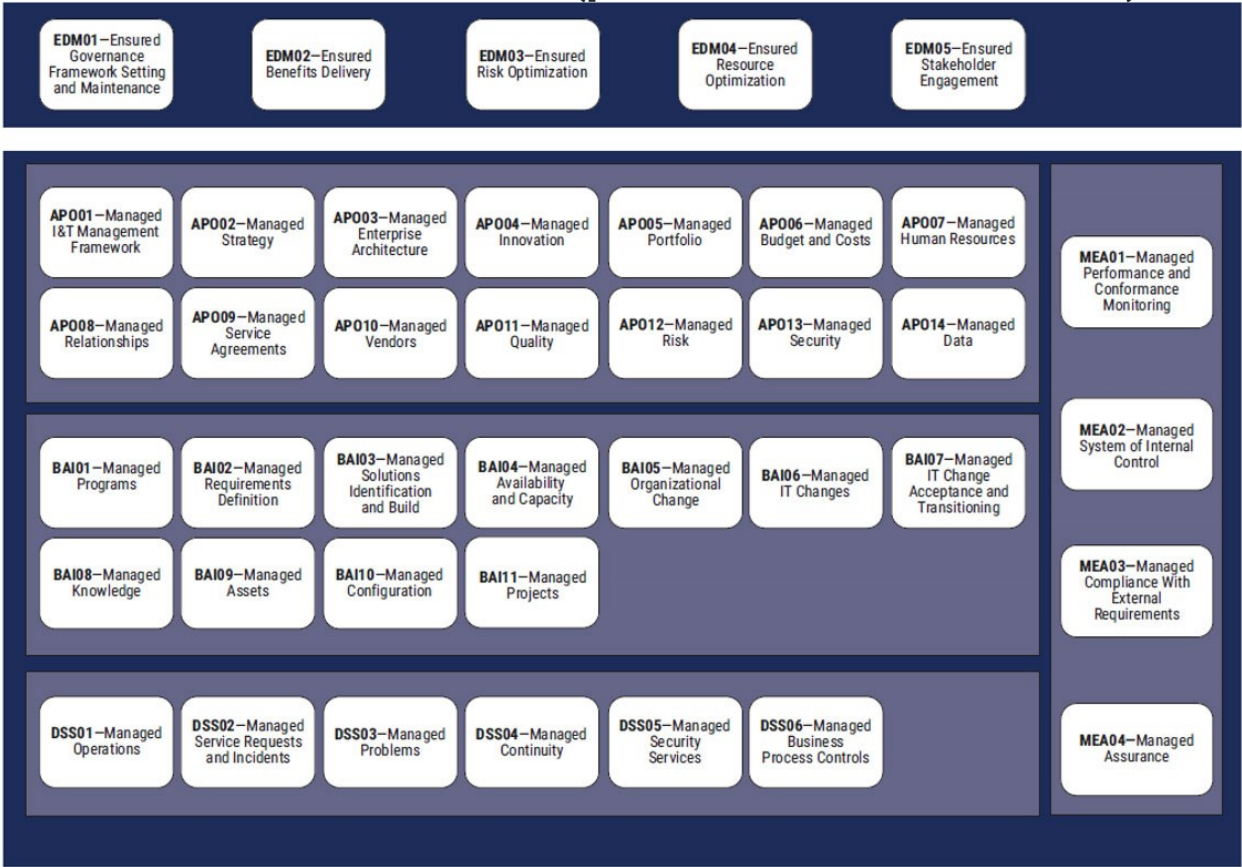 EDM01—Ensured
Governance
Framework Setting
and Maintenance
EDM02—Ensured
Benefits Delivery
EDM03—Ensured
Risk Optimization
EDM04—Ensured
Resource
Optimization
EDM05—Ensured
Stakeholder
Engagement
APO01—Managed
I&T Management
Framework
APO02—Managed
Strategy
APO03—Managed
Enterprise
Architecture
APO04—Managed
Innovation
APO05—Managed
Portfolio
APO06—Managed
Budget and Costs
APO07—Managed
Human Resources
APO08—Managed
Relationships
APO09—Managed
Service
Agreements
APO10—Managed
Vendors
APO11—Managed
Quality
APO12—Managed
Risk
APO13—Managed
Security
APO14—Managed
Data
BAI01—Managed
Programs
BAI02—Managed
Requirements
Definition
BAI03—Managed
Solutions
Identification
and Build
BAI04—Managed
Availability
and Capacity
BAI05—Managed
Organizational
Change
BAI06—Managed
IT Changes
BAI07—Managed
IT Change
Acceptance and
Transitioning
BAI08—Managed
Knowledge
BAI09—Managed
Assets
BAI10—Managed
Configuration
BAI11—Managed
Projects
DSS01—Managed
Operations
DSS02—Managed
Service Requests
and Incidents
DSS03—Managed
Problems
DSS04—Managed
Continuity
DSS05—Managed
Security
Services
DSS06—Managed
Business
Process Controls
MEA01—Managed
Performance and
Conformance
Monitoring
MEA02—Managed
System of Internal
Control
MEA03—Managed
Compliance With
External
Requirements
MEA04—Managed
Assurance